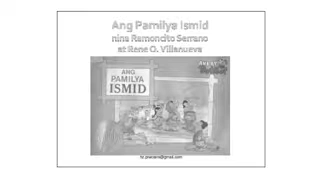 Ang Pamilya Ismid
nina Ramoncito Serrano
at Rene O. Villanueva
ANG
PAMILYA
ISMID